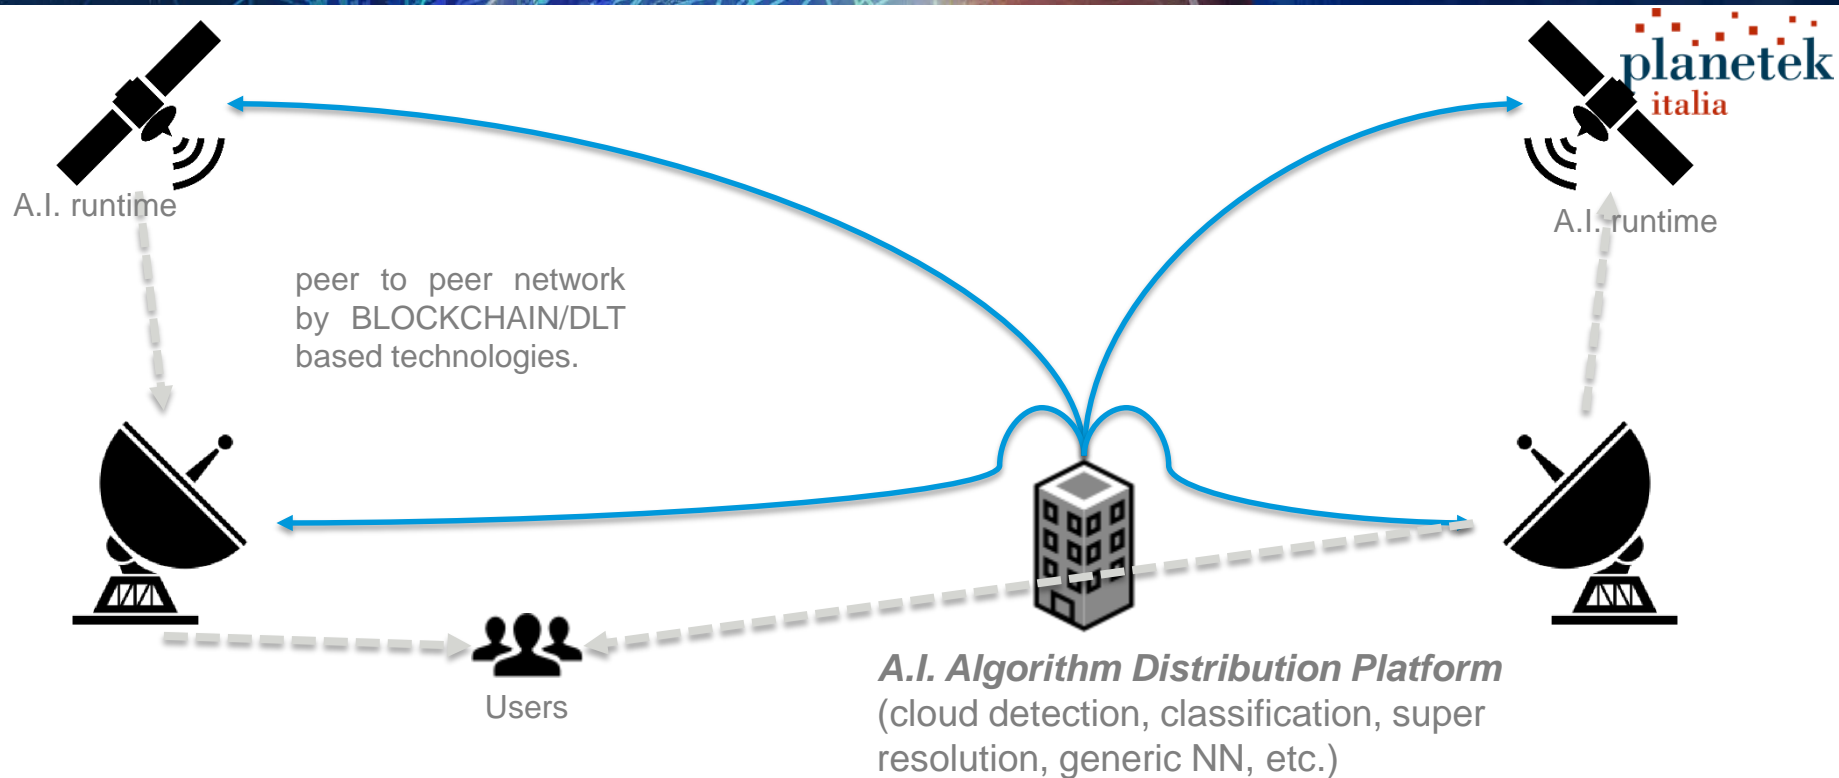 planetek
italia
A.I. runtime
A.I. runtime
peer to peer network
by BLOCKCHAIN/DLT
based technologies.
Users
A.I. Algorithm Distribution Platform
(cloud detection, classification, super
resolution, generic NN, etc.)